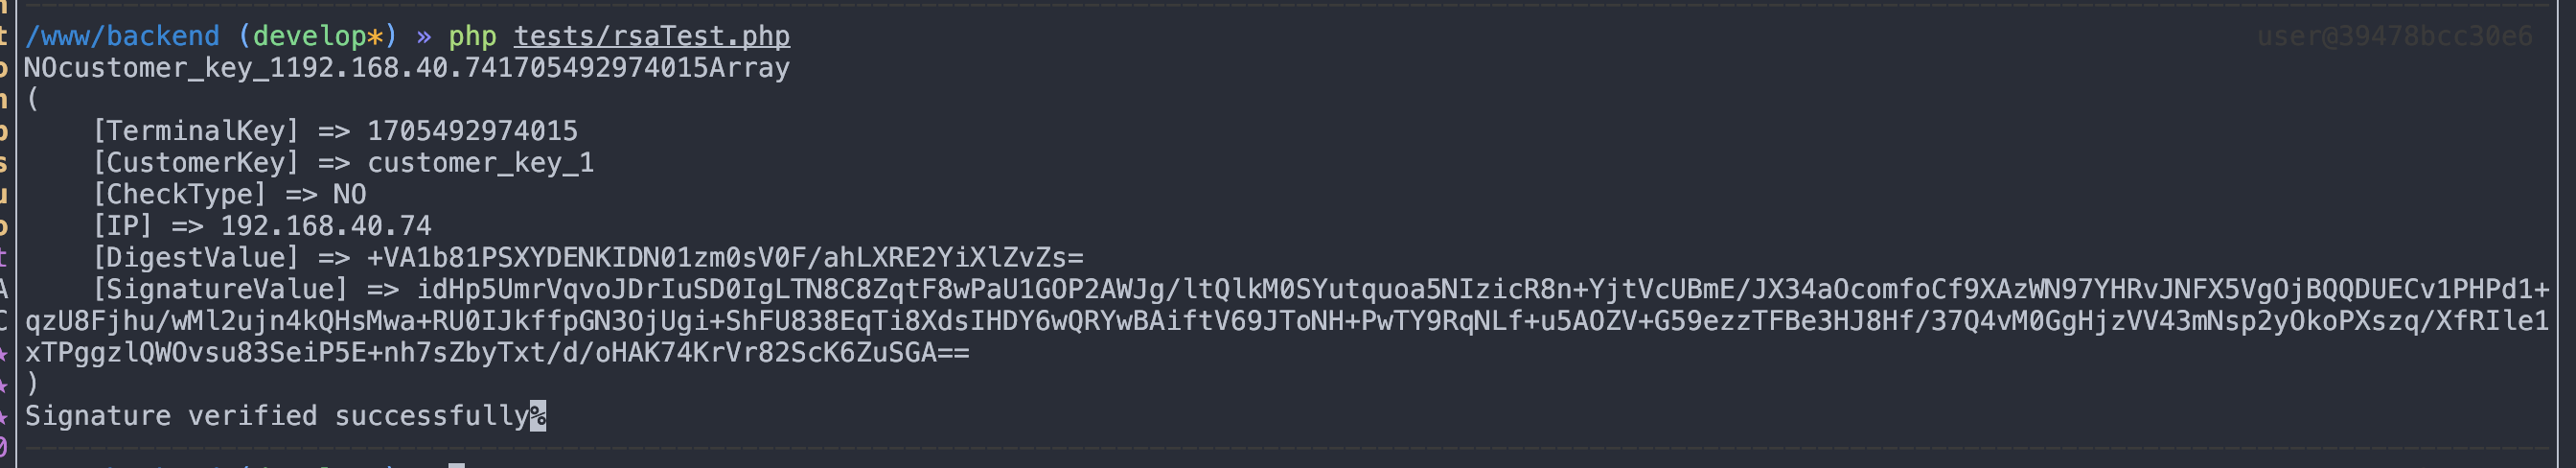 /www/backend (develop*) » php tests/rsaTest.php user@39478bcc30e6
NOcustomer_key_1192.168.40.741705492974015Array
(
[TerminalKey] => 1705492974015
[CustomerKey] => customer_key_1
[CheckType] => NO
[IP] => 192.168.40.74
[DigestValue] => +VA1b81PSXYDENKIDN01zm0sV0F/ahLXRE2YiXlZvZs=
[SignatureValue] => idHp5UmrVqvoJDrIuSD0IgLTN8C8ZqtF8wPaU1GOP2AWJg/ltQlkM0SYutquoa5NIzicR8n+YjtVcUBmE/JX34aOcomfoCf9XAzWN97YHRvJNFX5VgOjBQQDUECv1PHPd1+
qzU8Fjhu/wMl2ujn4kQHsMwa+RU0IJkffpGN3OjUgi+ShFU838EqTi8XdsIHDY6wQRYwBAiftV69JToNH+PwTY9RqNLf+u5AOZV+G59ezzTFBe3HJ8Hf/37Q4vM0GgHjzVV43mNsp2yOkoPXszq/XfRIle1
xTPggzlQWOvsu83SeiP5E+nh7sZbyTxt/d/oHAK74KrVr82ScK6ZuSGA==
)
Signature verified successfully%